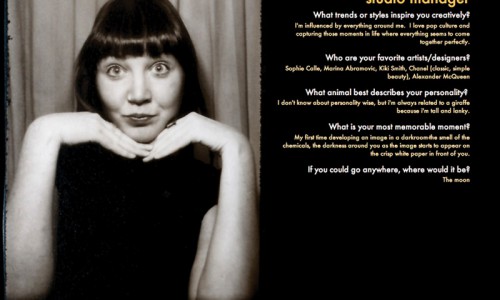 studio manager
What trends or styles inspire you creatively?
I'm influenced by everything around me. I love pop culture and
capturing those moments in life where everything seems to come
together perfectly.
Who are your favorite artists/designers?
Sophie Calle, Marina Abramovic, Kiki Smith, Chanel (classic, simple
beauty), Alexander McQueen
What animal best describes your personality?
I don't know about personality wise, but i'm always related to a giraffe
because i'm tall and lanky.
What is your most memorable moment?
My first time developing an image in a darkroom-the smell of the
chemicals, the darkness around you as the image starts to appear on
the crisp white paper in front of you.
If you could go anywhere, where would it be?
The moon